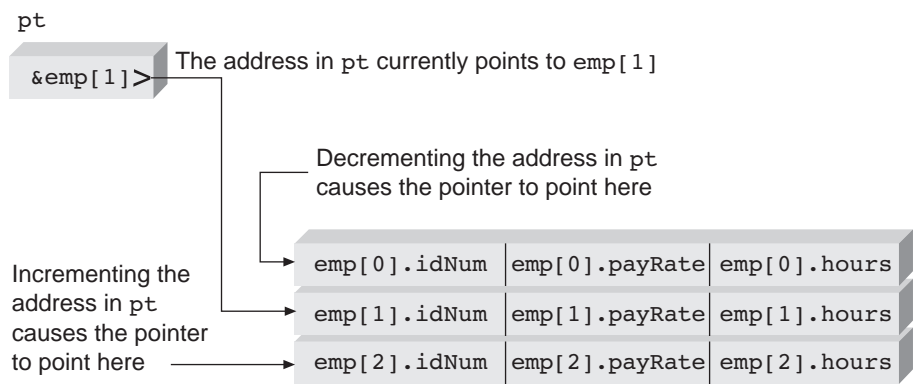 pt
&emp[1]>
The address in pt currently points to emp[1]
Decrementing the address in pt
causes the pointer to point here
Incrementing the
address in pt
causes the pointer
to point here
emp[0].idNum emp[0].payRate emp[0].hours
emp[1].idNum emp[1].payRate emp[1].hours
emp[2].idNum emp[2].payRate emp[2].hours